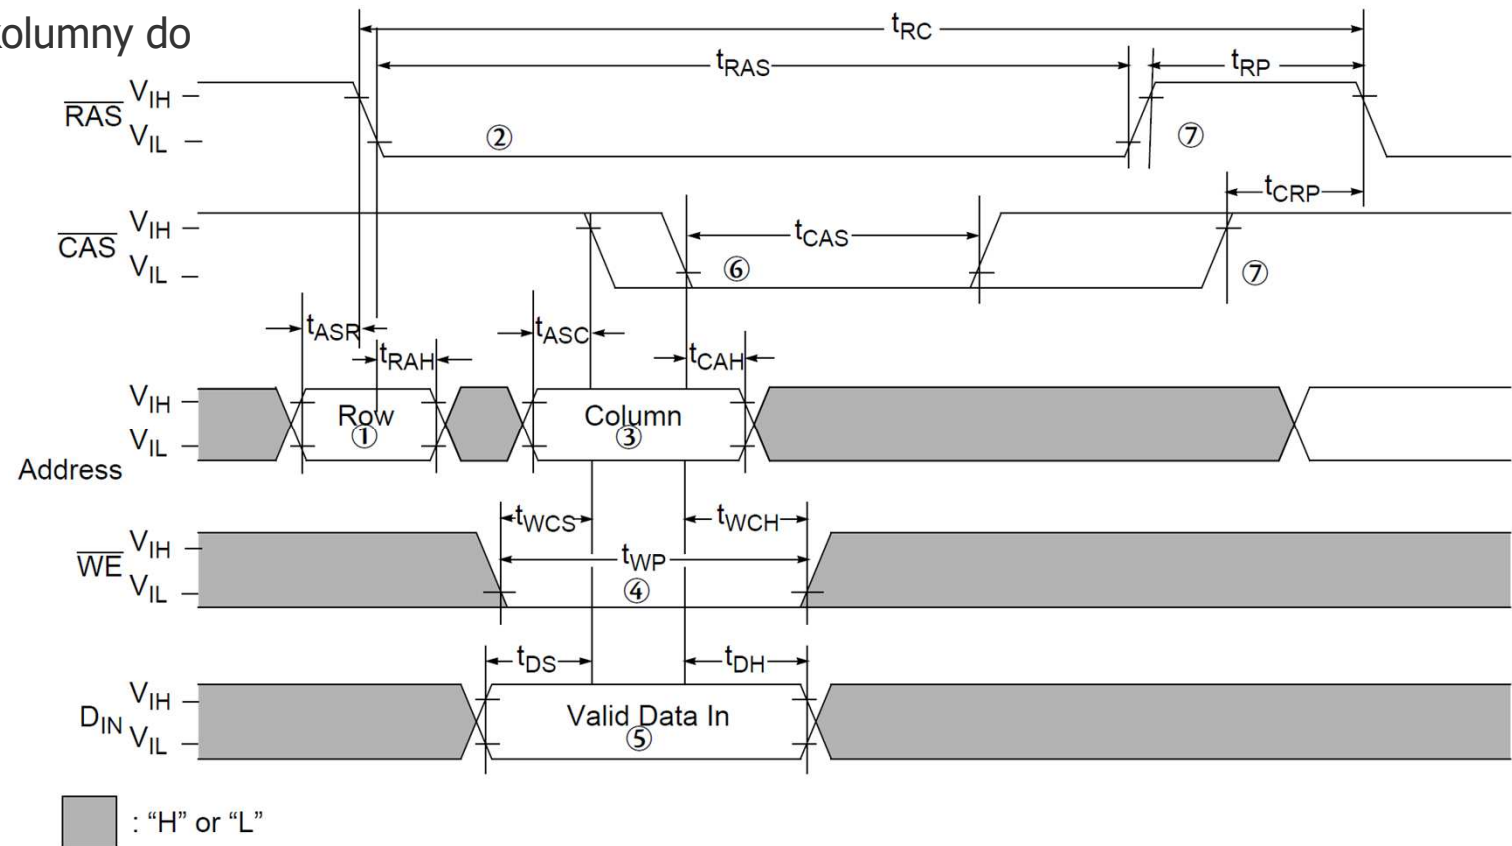 kolumny do
tRC
tRAS
tRP
RAS VIH
VIL
②
⑦
tCRP
CAS VIH
VIL
tCAS
⑥
⑦
tASR
tRAH
tASC
tCAH
Address VIH
VIL
Row
①
Column
③
tWCS
tWCH
tWP
WE VIH
VIL
④
tDS
tDH
DIN VIH
VIL
Valid Data In
⑤
: “H” or “L”